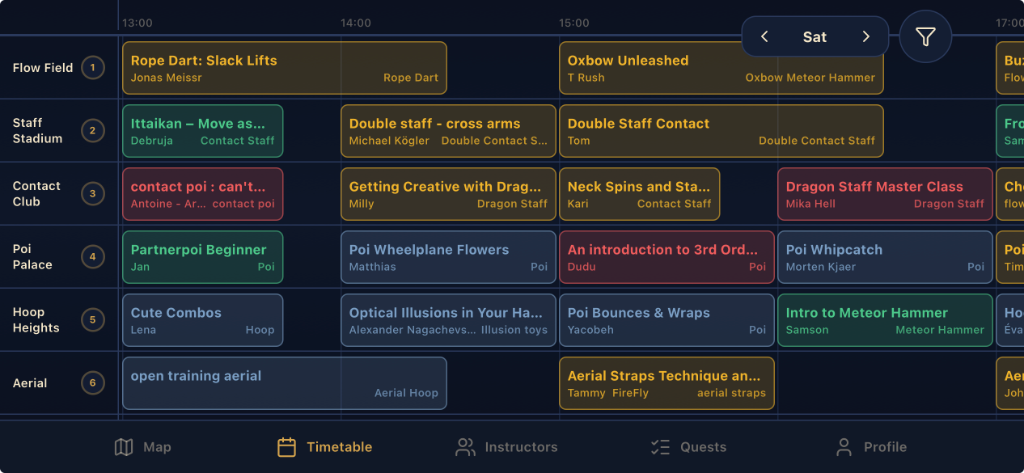 13:00 14:00 15:00 17:00
Sat
Flow Field 1
Rope Dart: Slack Lifts
Jonas Meissr Rope Dart
Oxbow Unleashed
T Rush Oxbow Meteor Hammer
Staff
Stadium 2
Ittaikan – Move as...
Debruja Contact Staff
Double staff - cross arms
Michael Kögler Double Contact S...
Double Staff Contact
Tom Double Contact Staff
Contact
Club 3
contact poi : can't...
Antoine - Ar... contact poi
Getting Creative with Drag...
Milly Dragon Staff
Neck Spins and Sta...
Kari Contact Staff
Dragon Staff Master Class
Mika Hell Dragon Staff
Poi
Palace 4
Partnerpoi Beginner
Jan Poi
Poi Wheelplane Flowers
Matthias Poi
An introduction to 3rd Ord...
Dudu Poi
Poi Whipcatch
Morten Kjaer Poi
Poi
Tim
Hoop
Heights 5
Cute Combos
Lena Hoop
Optical Illusions in Your Ha...
Alexander Nagachevs... Illusion toys
Poi Bounces & Wraps
Yacobeh Poi
Intro to Meteor Hammer
Samson Meteor Hammer
Aerial 6
open training aerial
Aerial Hoop
Aerial Straps Technique an...
Tammy FireFly aerial straps
Map Timetable Instructors Quests Profile